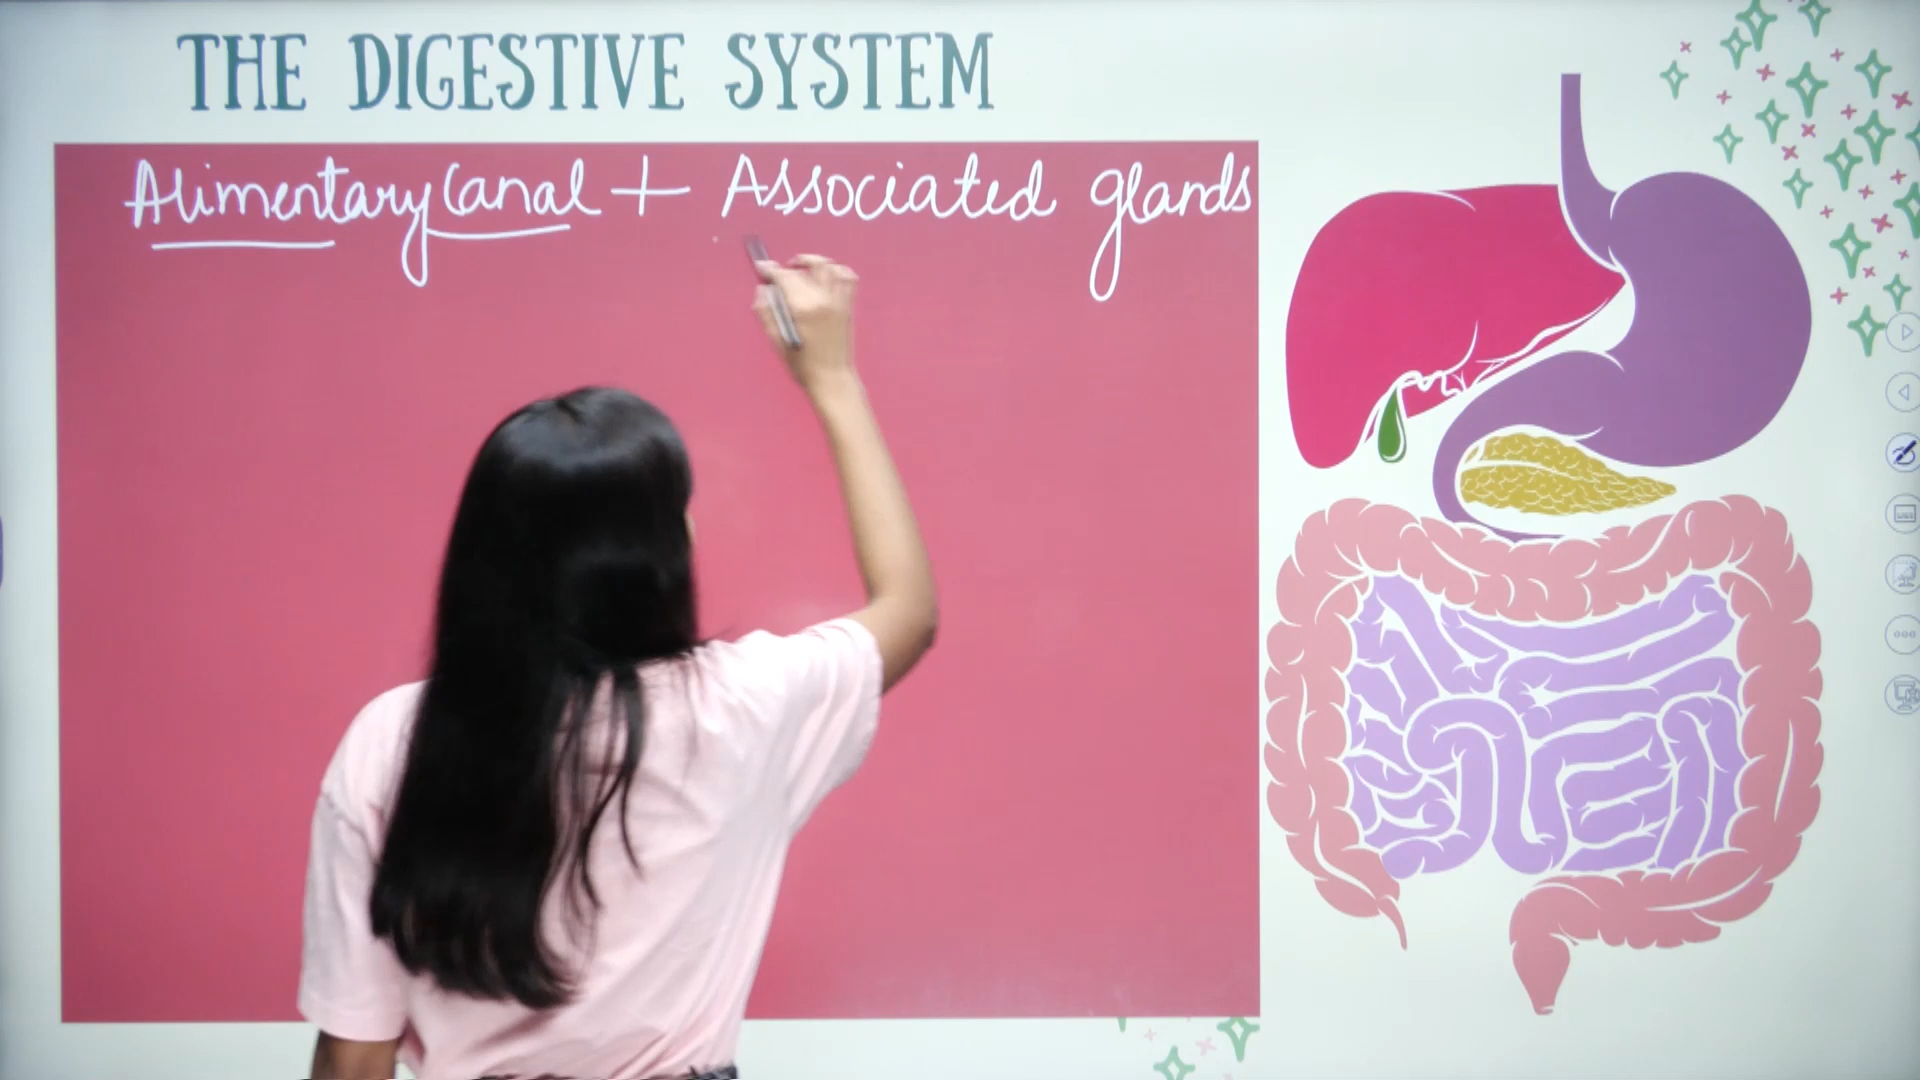 THE DIGESTIVE SYSTEM
Alimentary Canal + Associated glands